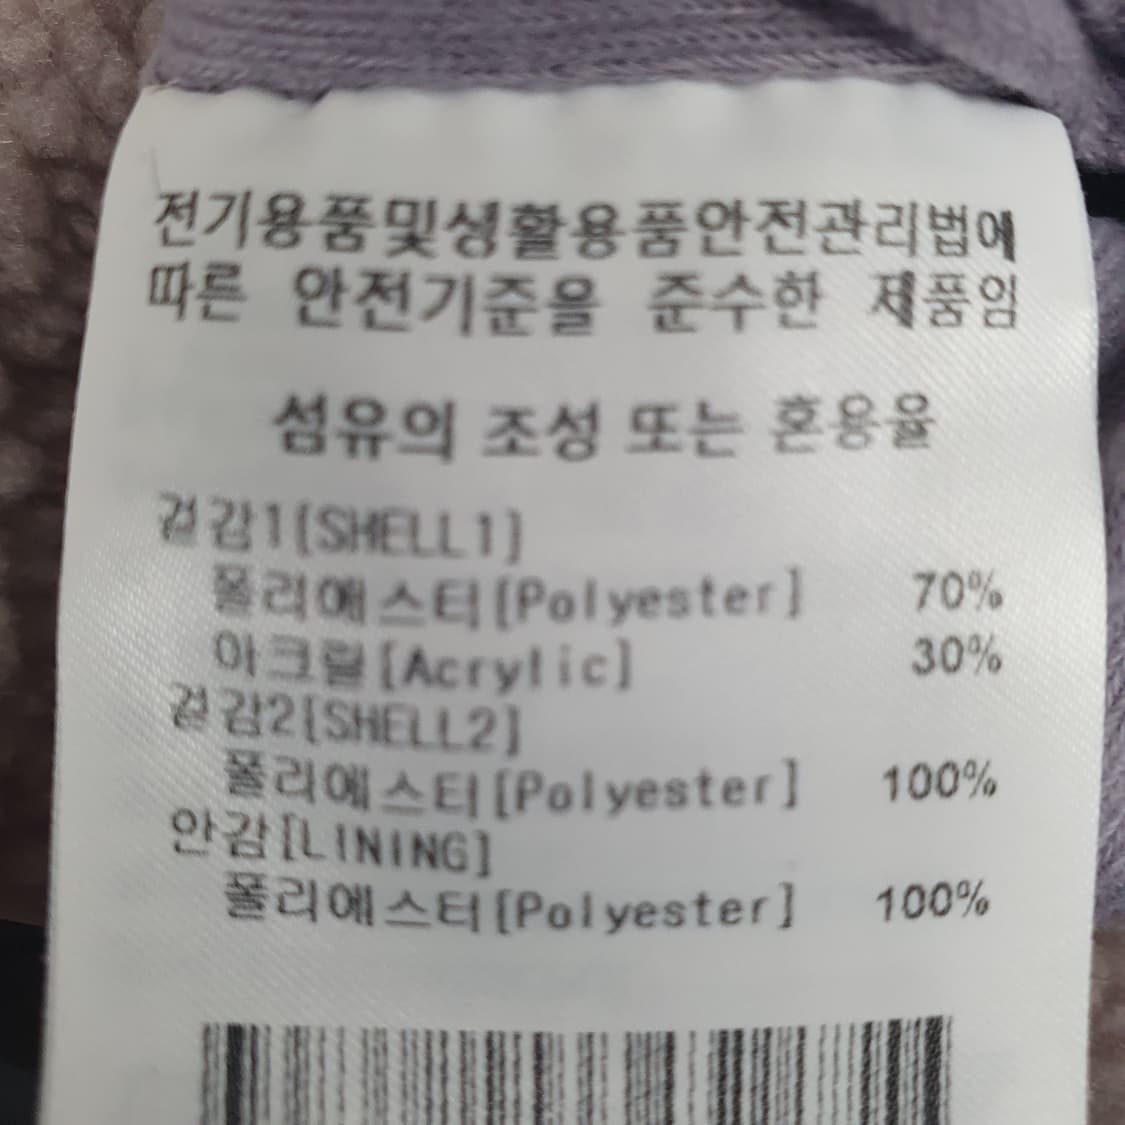 전기용품및생활용품안전관리법에
따른 안전기준을 준수한 제품임
섬유의 조성 또는 혼용율
겉감1[SHELL1]
폴리에스터[Polyester] 70%
아크릴[Acrylic] 30%
겉감2[SHELL2]
폴리에스터[Polyester] 100%
안감[LINING]
폴리에스터[Polyester] 100%